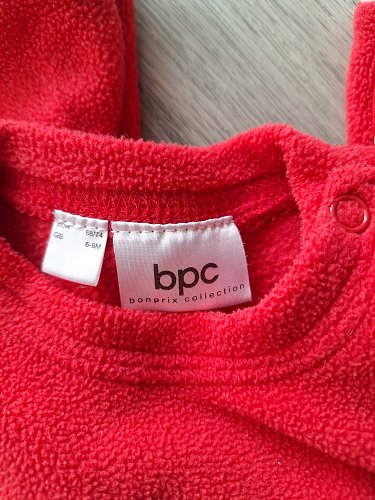 68/74
GB 6-9M
bpc
bonprix collection